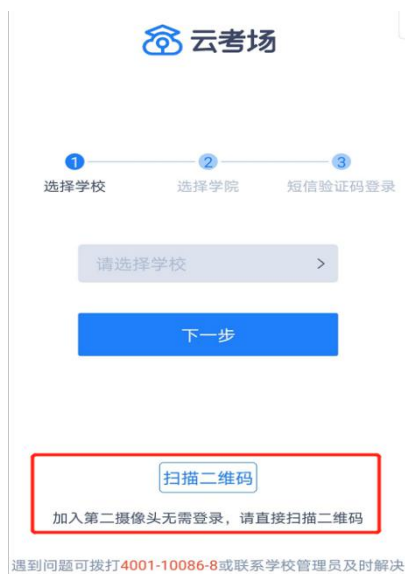 云考场
1 2 3
选择学校 选择学院 短信验证码登录
请选择学校 >
下一步
扫描二维码
加入第二摄像头无需登录，请直接扫描二维码
遇到问题可拨打4001-10086-8或联系学校管理员及时解决